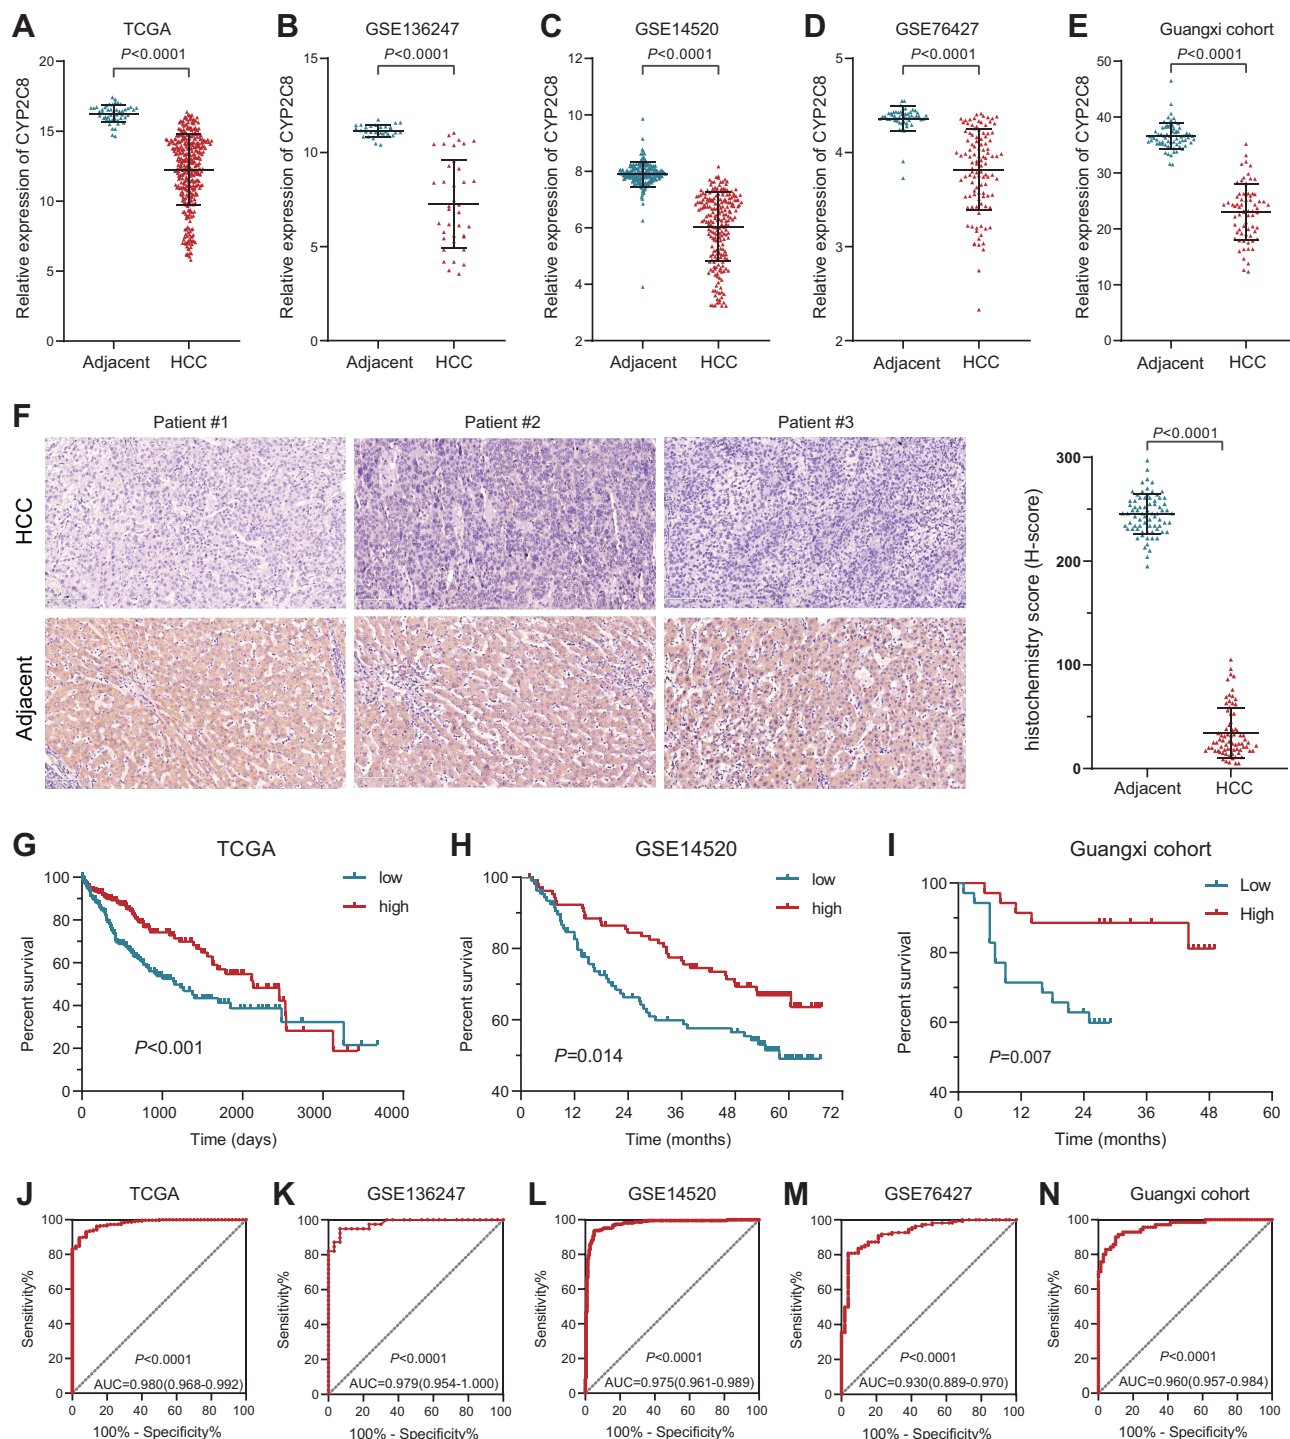 A TCGA
P<0.0001
Relative expression of CYP2C8
20
15
10
5
0
Adjacent HCC
B GSE136247
P<0.0001
Relative expression of CYP2C8
15
10
5
0
Adjacent HCC
C GSE14520
P<0.0001
Relative expression of CYP2C8
12
10
8
6
4
2
Adjacent HCC
D GSE76427
P<0.0001
Relative expression of CYP2C8
5
4
3
2
Adjacent HCC
E Guangxi cohort
P<0.0001
Relative expression of CYP2C8
50
40
30
20
10
0
Adjacent HCC
F
Patient #1 Patient #2 Patient #3
HCC
Adjacent
P<0.0001
histochemistry score (H-score)
300
200
100
0
Adjacent HCC
G TCGA
low
high
Percent survival
100
80
60
40
20
0
P<0.001
0 1000 2000 3000 4000
Time (days)
H GSE14520
low
high
Percent survival
100
80
60
40
P=0.014
0 12 24 36 48 60 72
Time (months)
I Guangxi cohort
Low
High
Percent survival
100
80
60
40
P=0.007
0 12 24 36 48 60
Time (months)
J TCGA
Sensitivity%
100
80
60
40
20
0
P<0.0001
AUC=0.980(0.968-0.992)
0 20 40 60 80 100
100% - Specificity%
K GSE136247
Sensitivity%
100
80
60
40
20
0
P<0.0001
AUC=0.979(0.954-1.000)
0 20 40 60 80 100
100% - Specificity%
L GSE14520
Sensitivity%
100
80
60
40
20
0
P<0.0001
AUC=0.975(0.961-0.989)
0 20 40 60 80 100
100% - Specificity%
M GSE76427
Sensitivity%
100
80
60
40
20
0
P<0.0001
AUC=0.930(0.889-0.970)
0 20 40 60 80 100
100% - Specificity%
N Guangxi cohort
Sensitivity%
100
80
60
40
20
0
P<0.0001
AUC=0.960(0.957-0.984)
0 20 40 60 80 100
100% - Specificity%